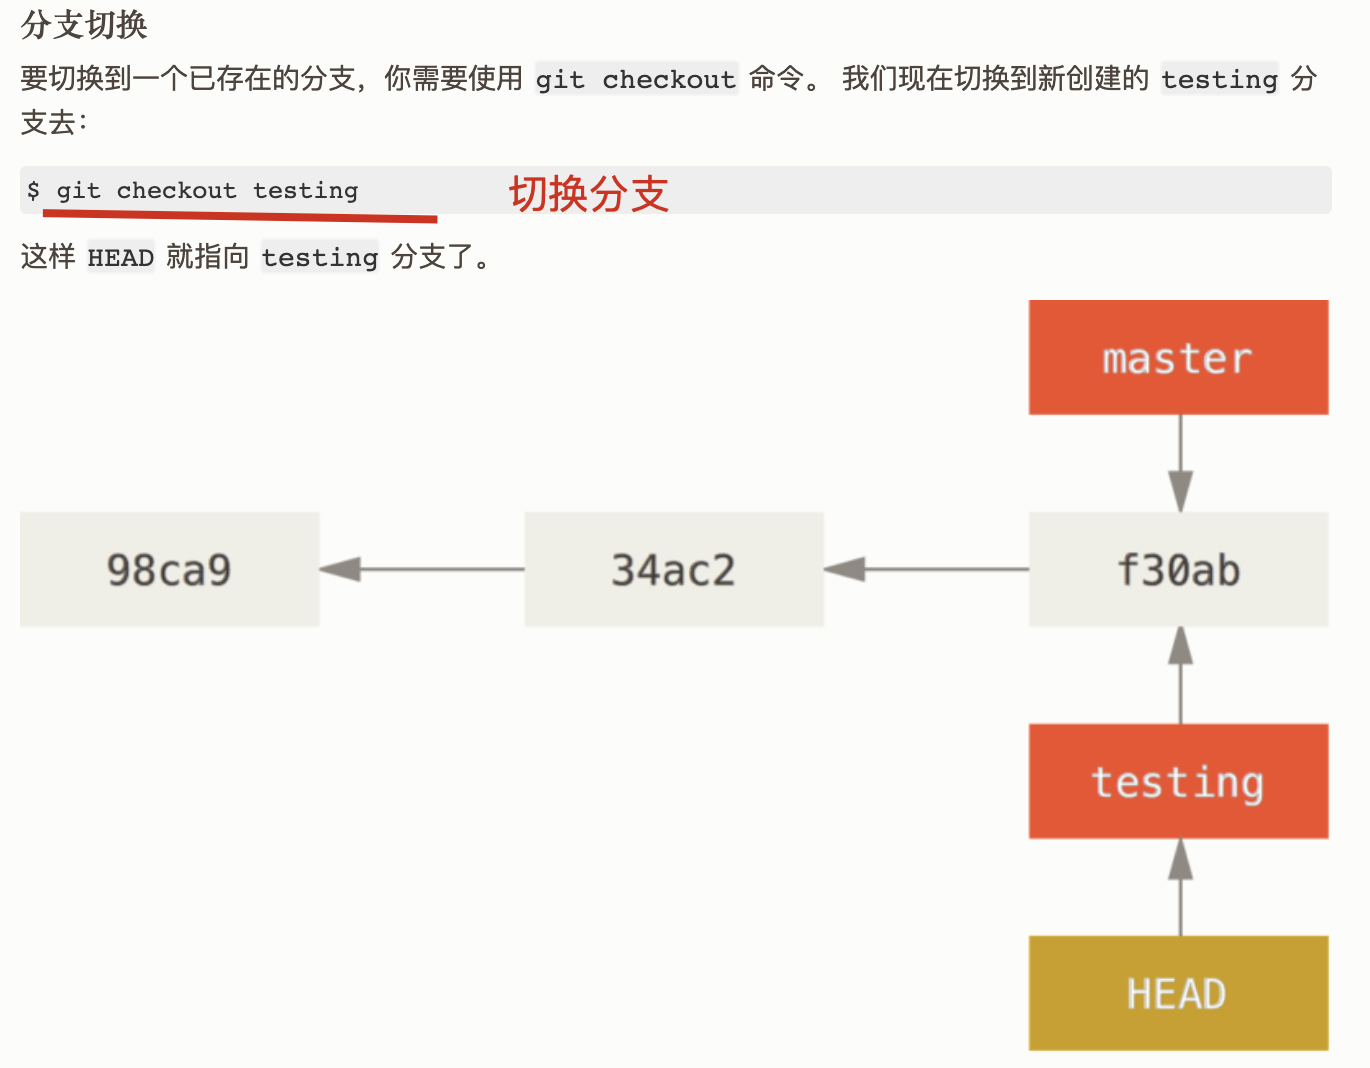 分支切换
要切换到一个已存在的分支，你需要使用 git checkout 命令。 我们现在切换到新创建的 testing 分
支去：
$ git checkout testing 切换分支
这样 HEAD 就指向 testing 分支了。
master
98ca9 34ac2 f30ab
testing
HEAD